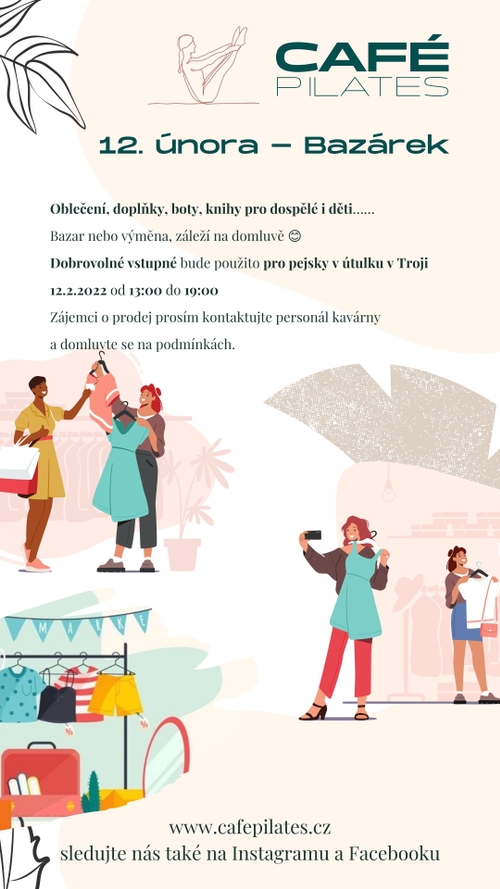 CAFÉ
PILATES
12. února – Bazárek
Oblečení, doplňky, boty, knihy pro dospělé i děti......
Bazar nebo výměna, záleží na domluvě 😊
Dobrovolné vstupné bude použito pro pejsky v útulku v Troji
12.2.2022 od 13:00 do 19:00
Zájemci o prodej prosím kontaktujte personál kavárny
a domluvte se na podmínkách.
www.cafepilates.cz
sledujte nás také na Instagramu a Facebooku